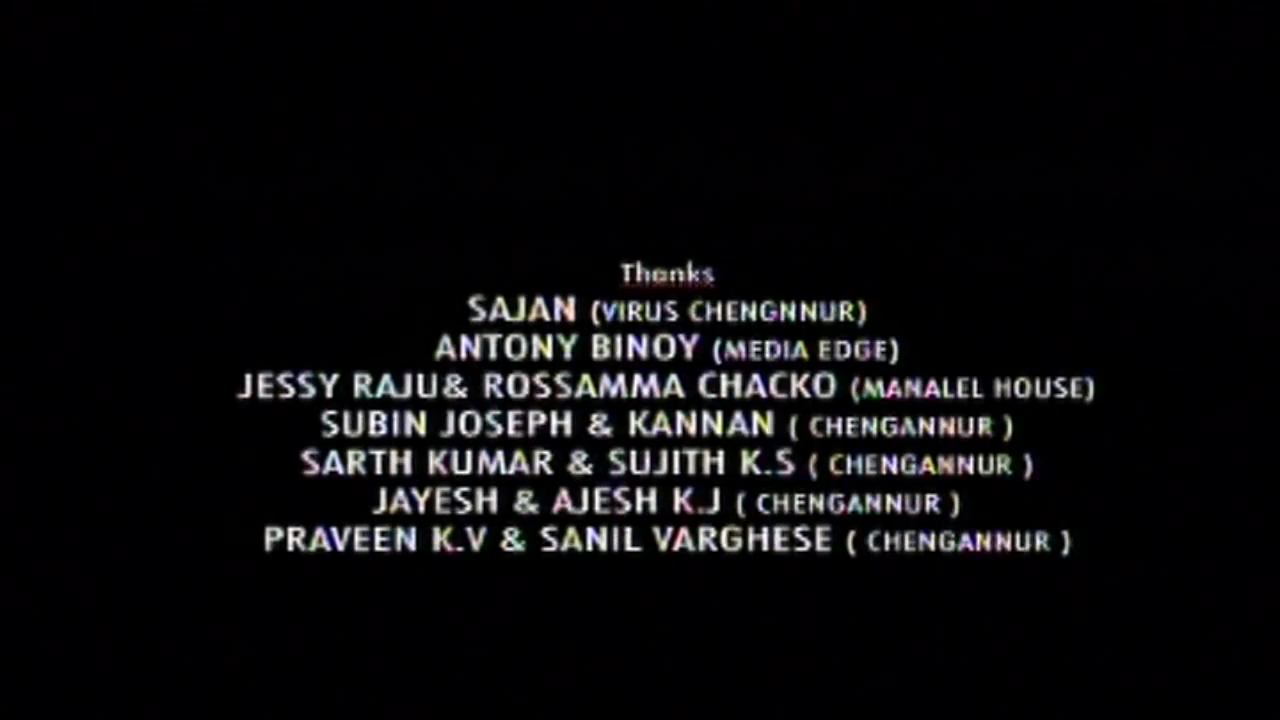 Thanks
SAJAN (VIRUS CHENGNNUR)
ANTONY BINOY (MEDIA EDGE)
JESSY RAJU& ROSSAMMA CHACKO (MANALEL HOUSE)
SUBIN JOSEPH & KANNAN ( CHENGANNUR )
SARTH KUMAR & SUJITH K.S ( CHENGANNUR )
JAYESH & AJESH K.J ( CHENGANNUR )
PRAVEEN K.V & SANIL VARGHESE ( CHENGANNUR )